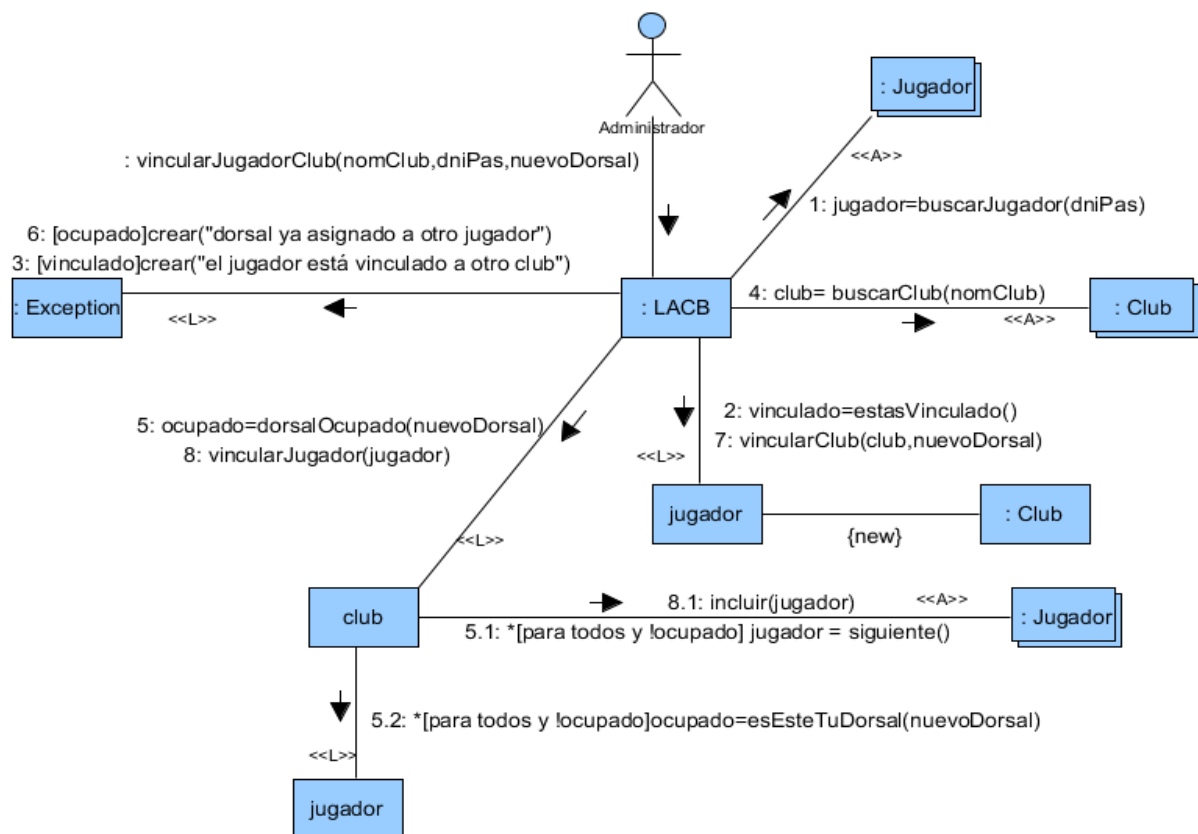 : Jugador
Administrador
<<A>>
: vincularJugadorClub(nomClub,dniPas,nuevoDorsal)
1: jugador=buscarJugador(dniPas)
6: [ocupado]crear("dorsal ya asignado a otro jugador")
3: [vinculado]crear("el jugador está vinculado a otro club")
4: club= buscarClub(nomClub)
: Exception
: LACB
: Club
<<L>>
<<A>>
2: vinculado=estasVinculado()
5: ocupado=dorsalOcupado(nuevoDorsal)
7: vincularClub(club,nuevoDorsal)
8: vincularJugador(jugador)
<<L>>
jugador
: Club
{new}
<<L>>
8.1: incluir(jugador)
<<A>>
club
: Jugador
5.1: *[para todos y !ocupado] jugador = siguiente()
5.2: *[para todos y !ocupado]ocupado=esEsteTuDorsal(nuevoDorsal)
<<L>>
jugador